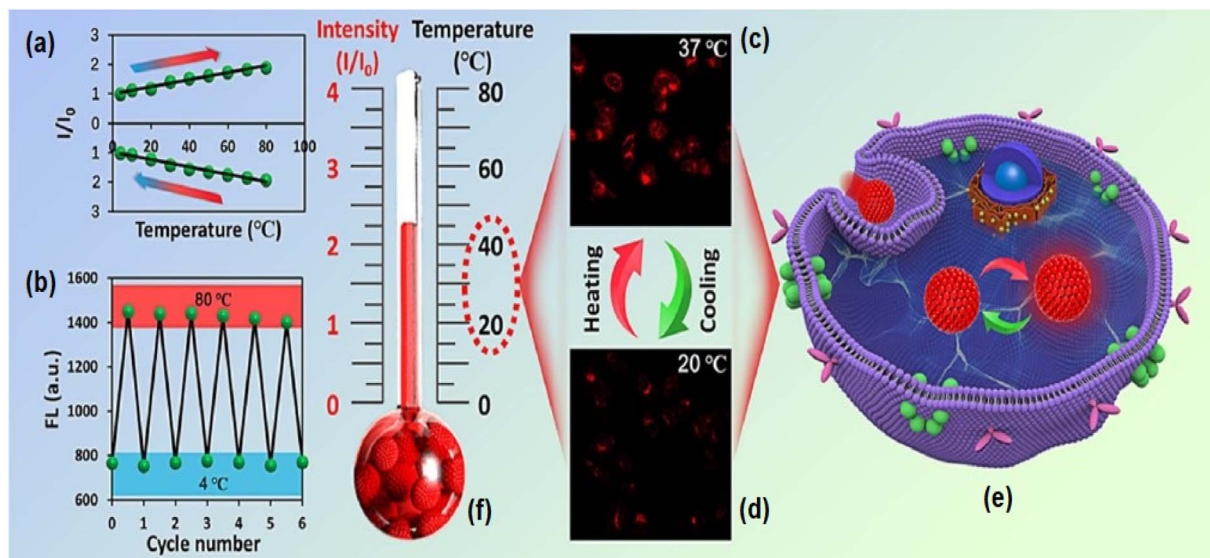 (a)
3
2
1
0
1
2
3
I/I0
0 20 40 60 80 100
Temperature (℃)
(b)
1600
1400
1200
1000
800
600
FL (a.u.)
80 ℃
4 ℃
0 1 2 3 4 5 6
Cycle number
Intensity
(I/I0)
Temperature
(℃)
4
3
2
1
0
80
60
40
20
0
(f)
37 ℃
(c)
Heating
Cooling
20 ℃
(d)
(e)